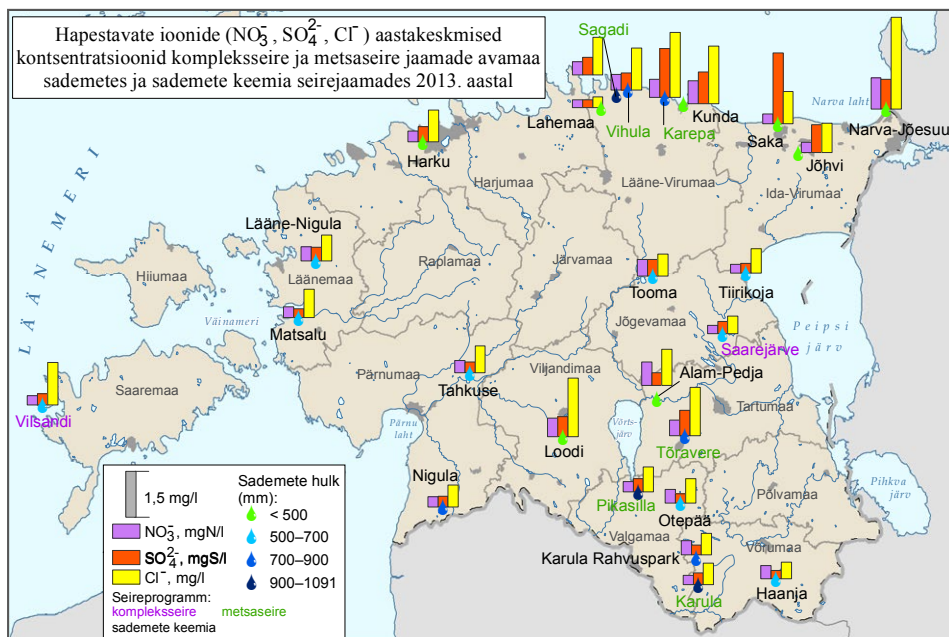 Hapestavate ioonide (NO₃⁻, SO₄²⁻, Cl⁻) aastakeskmised
kontsentratsioonid kompleksseire ja metsaseire jaamade avamaa
sademetes ja sademete keemia seirejaamades 2013. aastal
Sagadi
Lahemaa
Vihula
Karepa
Kunda
Saka
Narva laht
Narva-Jõesuu
Jõhvi
Harku
Harjumaa
Lääne-Virumaa
Ida-Virumaa
LÄÄNEMERI
Lääne-Nigula
Läänemaa
Hiiumaa
Raplamaa
Järvamaa
Tooma
Tiirikoja
Väinameri
Matsalu
Jõgevamaa
Peipsi
järv
Saarejärve
Saaremaa
Vilsandi
Pärnumaa
Tahkuse
Viljandimaa
Alam-Pedja
Tartumaa
Pärnu
laht
Võrts-
järv
Loodi
Tõravere
Nigula
Pikasilla
Otepää
Põlvamaa
Pihkva
järv
Valgamaa
Karula Rahvuspark
Võrumaa
Karula
Haanja
1,5 mg/l
NO₃⁻, mgN/l
SO₄²⁻, mgS/l
Cl⁻, mg/l
Sademete hulk
(mm):
< 500
500–700
700–900
900–1091
Seireprogramm:
kompleksseire metsaseire
sademete keemia